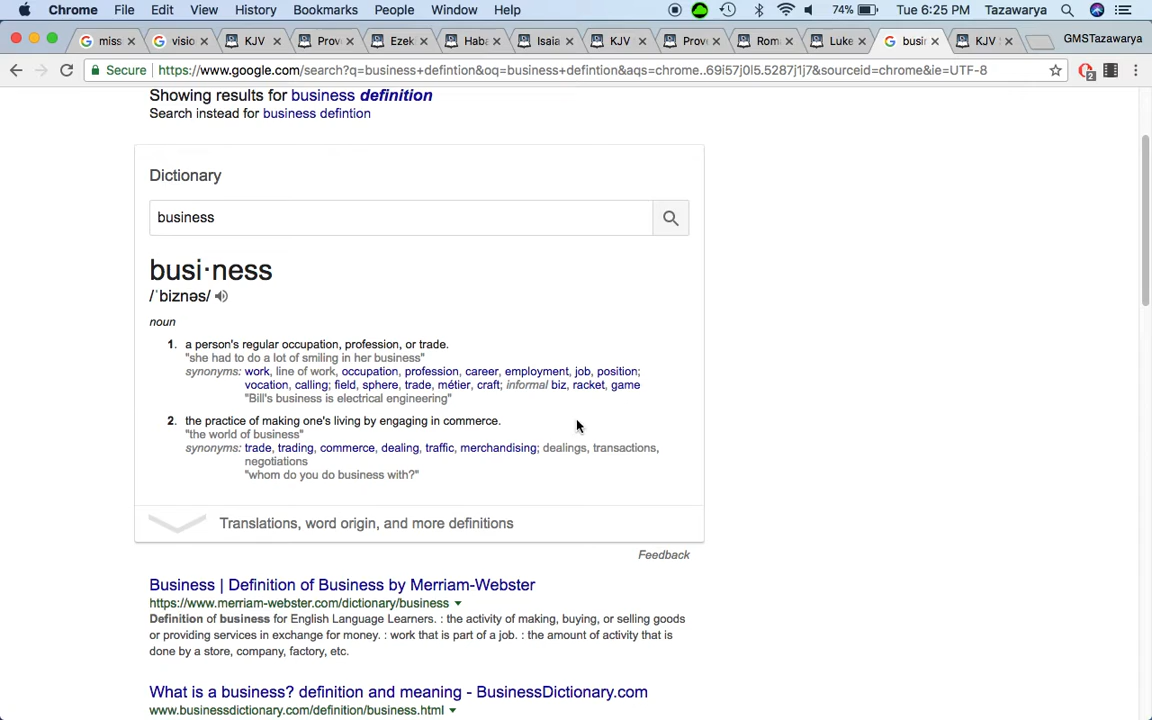 Chrome File Edit View History Bookmarks People Window Help 74% Tue 6:25 PM Tazawarya
miss visio KJV Prov Ezek Haba Isaia KJV Prov Rom Luke busin KJV GMSTazawarya
Secure https://www.google.com/search?q=business+defintion&oq=business+defintion&aqs=chrome..69i57j0l5.5287j1j7&sourceid=chrome&ie=UTF-8 2
Showing results for business definition
Search instead for business defintion
Dictionary
business
busi·ness
/ˈbiznəs/
noun
1. a person's regular occupation, profession, or trade.
"she had to do a lot of smiling in her business"
synonyms: work, line of work, occupation, profession, career, employment, job, position;
vocation, calling; field, sphere, trade, métier, craft; informal biz, racket, game
"Bill's business is electrical engineering"
2. the practice of making one's living by engaging in commerce.
"the world of business"
synonyms: trade, trading, commerce, dealing, traffic, merchandising; dealings, transactions,
negotiations
"whom do you do business with?"
Translations, word origin, and more definitions
Feedback
Business | Definition of Business by Merriam-Webster
https://www.merriam-webster.com/dictionary/business
Definition of business for English Language Learners. : the activity of making, buying, or selling goods
or providing services in exchange for money. : work that is part of a job. : the amount of activity that is
done by a store, company, factory, etc.
What is a business? definition and meaning - BusinessDictionary.com
www.businessdictionary.com/definition/business.html